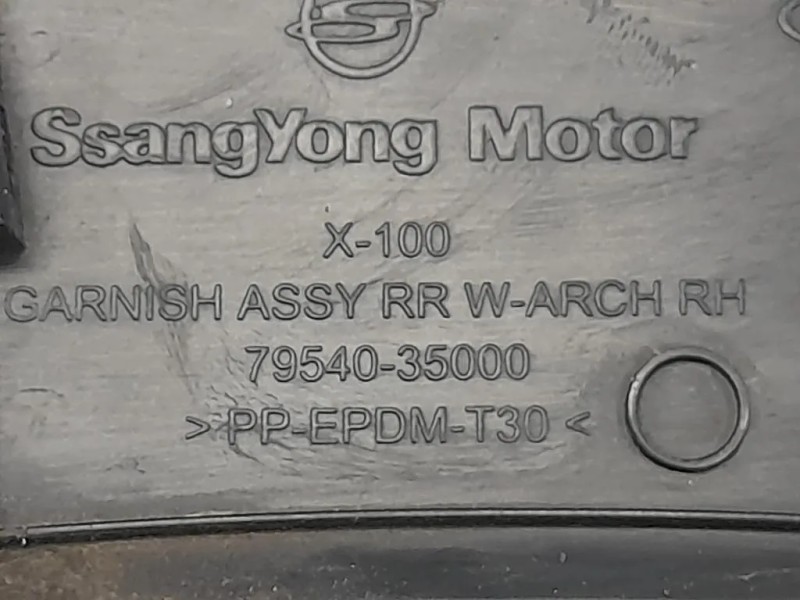 SsangYong Motor
X-100
GARNISH ASSY RR W-ARCH RH
79540-35000
>PP-EPDM-T30<